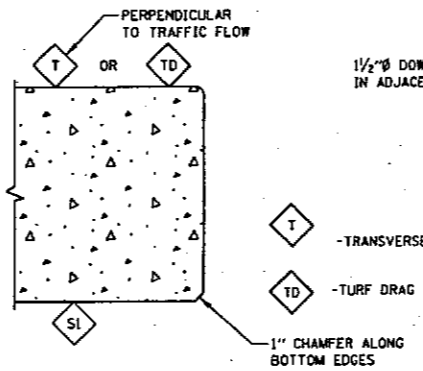 PERPENDICULAR
TO TRAFFIC FLOW
T OR TD
1½"Ø DOW
IN ADJACE
T -TRANSVERSE
TD -TURF DRAG
SI
1" CHAMFER ALONG
BOTTOM EDGES